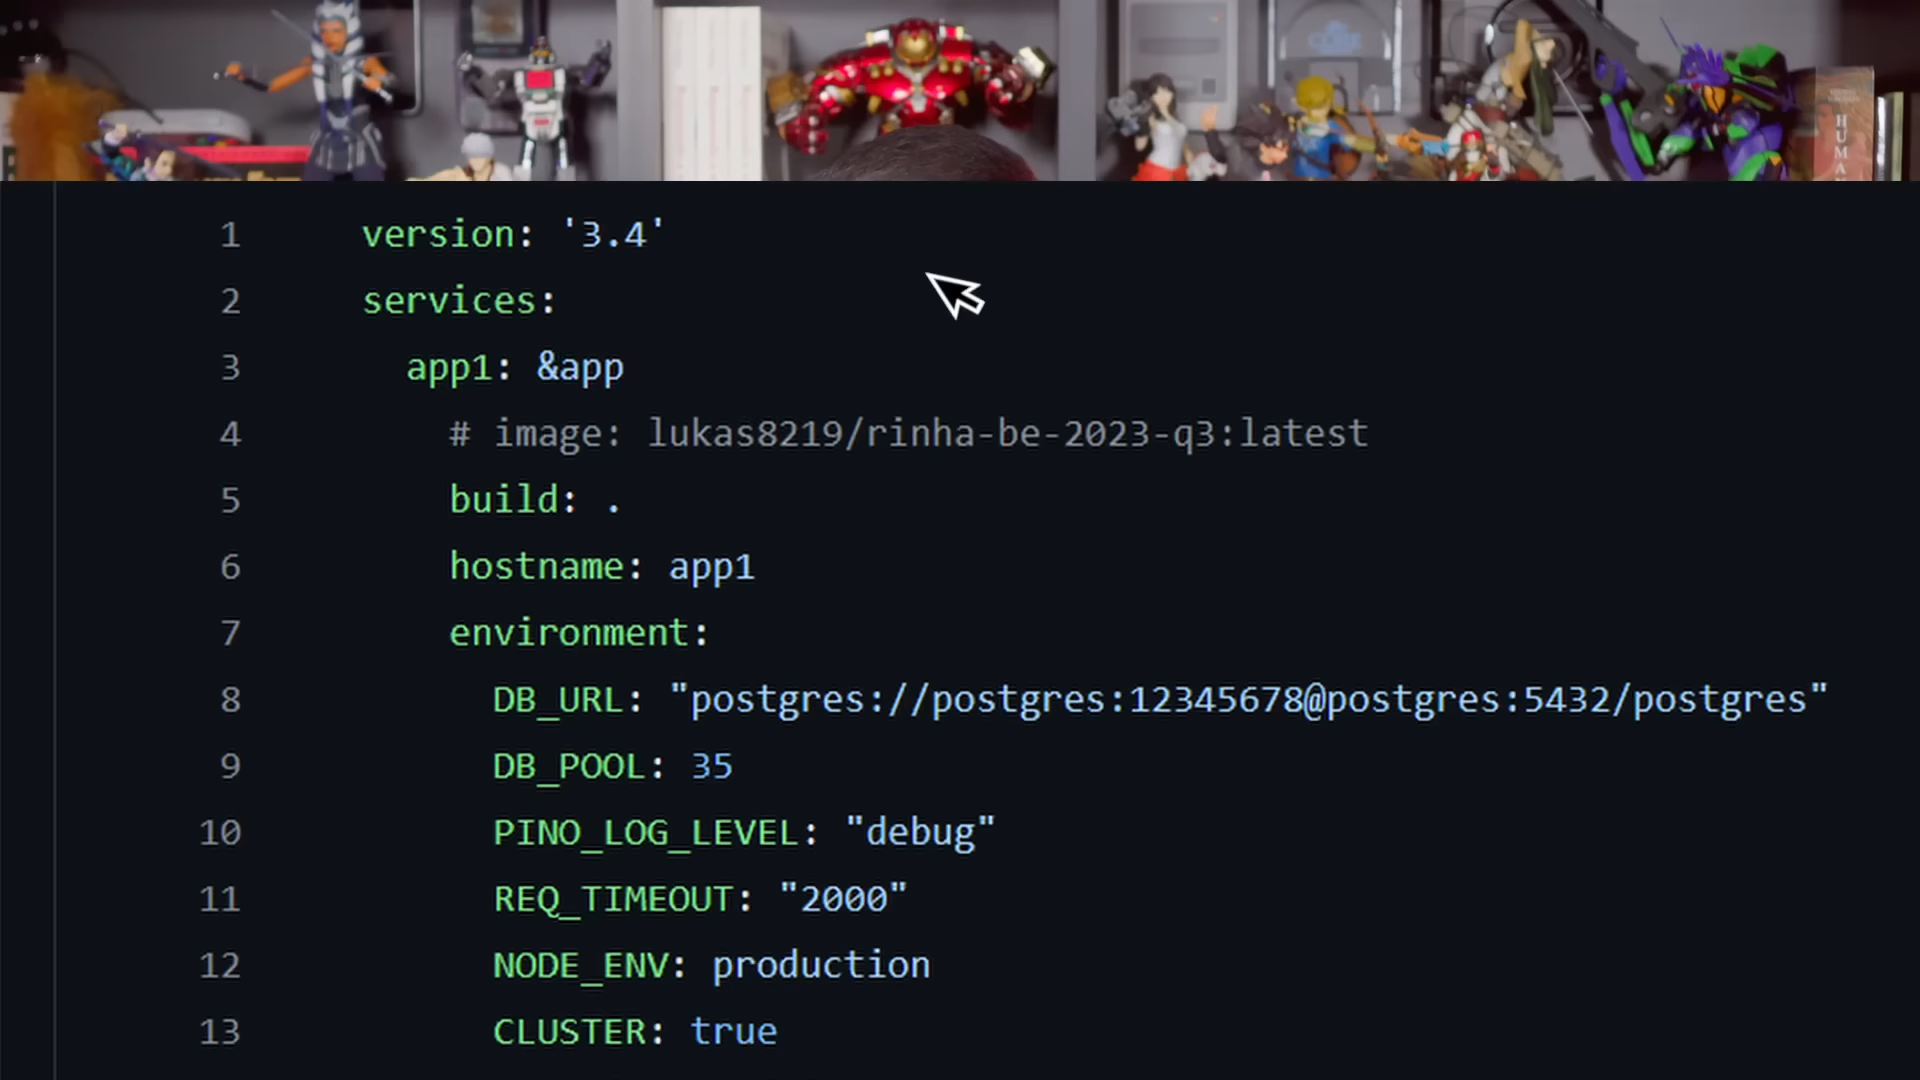 HUMAN
1 version: '3.4'
2 services:
3 app1: &app
4 # image: lukas8219/rinha-be-2023-q3:latest
5 build: .
6 hostname: app1
7 environment:
8 DB_URL: "postgres://postgres:12345678@postgres:5432/postgres"
9 DB_POOL: 35
10 PINO_LOG_LEVEL: "debug"
11 REQ_TIMEOUT: "2000"
12 NODE_ENV: production
13 CLUSTER: true